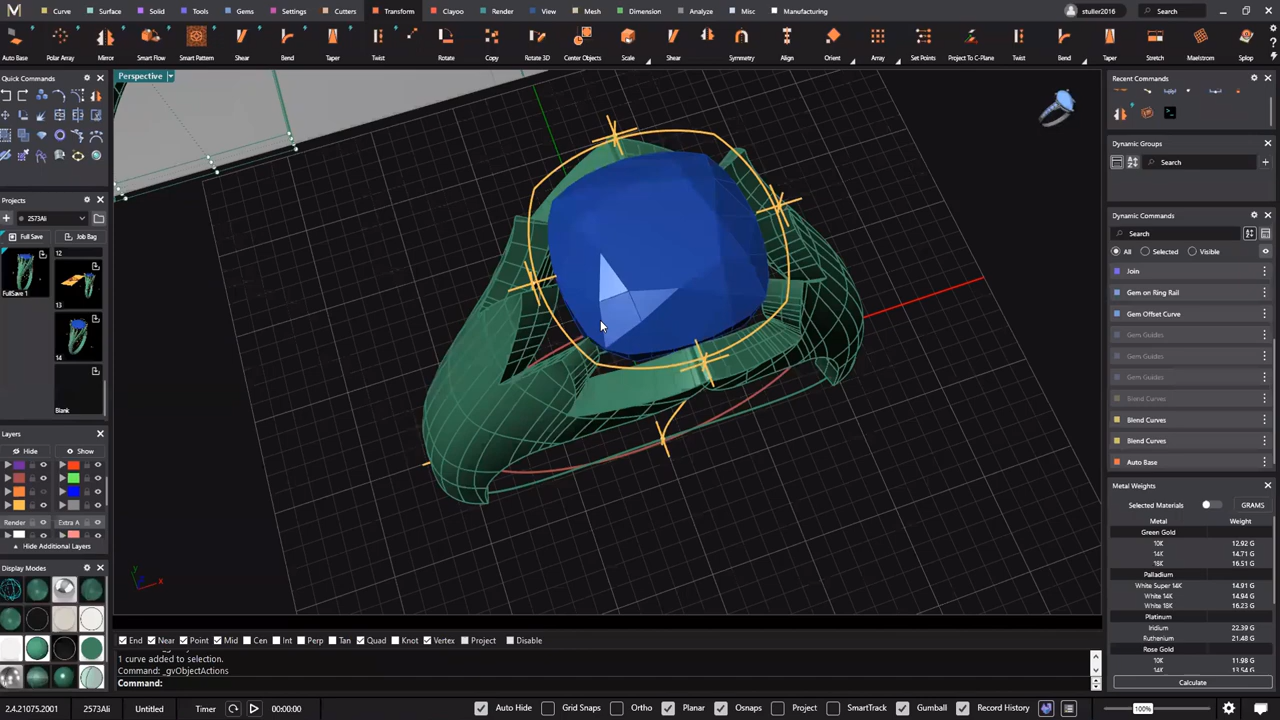 Curve Surface Solid Tools Gems Settings Cutters Transform Clayoo Render View Mesh Dimension Analyze Misc Manufacturing stuller2016 Search
Auto Base Polar Array Mirror Smart Flow Smart Pattern Shear Bend Taper Twist Move Rotate Copy Rotate 3D Center Objects Scale Shear Mirror Symmetry Align Orient Array Set Points Project To C-Plane Twist Bend Taper Stretch Maelstrom Splop
Quick Commands
Perspective
Recent Commands
Dynamic Groups
Search
Projects
2573Ali
Full Save Job Bag
12
FullSave 1
13
14
Blank
Dynamic Commands
Search
All Selected Visible
Join
Gem on Ring Rail
Gem Offset Curve
Gem Guides
Gem Guides
Gem Guides
Blend Curves
Blend Curves
Blend Curves
Auto Base
Layers
Hide Show
Render Extra A
Hide Additional Layers
Display Modes
y
x
Metal Weights
Selected Materials GRAMS
Metal Weight
Green Gold
10K 12.92 G
14K 14.71 G
18K 16.51 G
Palladium
White Super 14K 14.91 G
White 14K 14.94 G
White 18K 16.23 G
Platinum
Iridium 22.39 G
Ruthenium 21.48 G
Rose Gold
10K 11.98 G
14K 13.54 G
Calculate
End Near Point Mid Cen Int Perp Tan Quad Knot Vertex Project Disable
1 curve added to selection.
Command: _gvObjectActions
Command:
2.4.21075.2001 2573Ali Untitled Timer 00:00:00 Auto Hide Grid Snaps Ortho Planar Osnaps Project SmartTrack Gumball Record History 100%